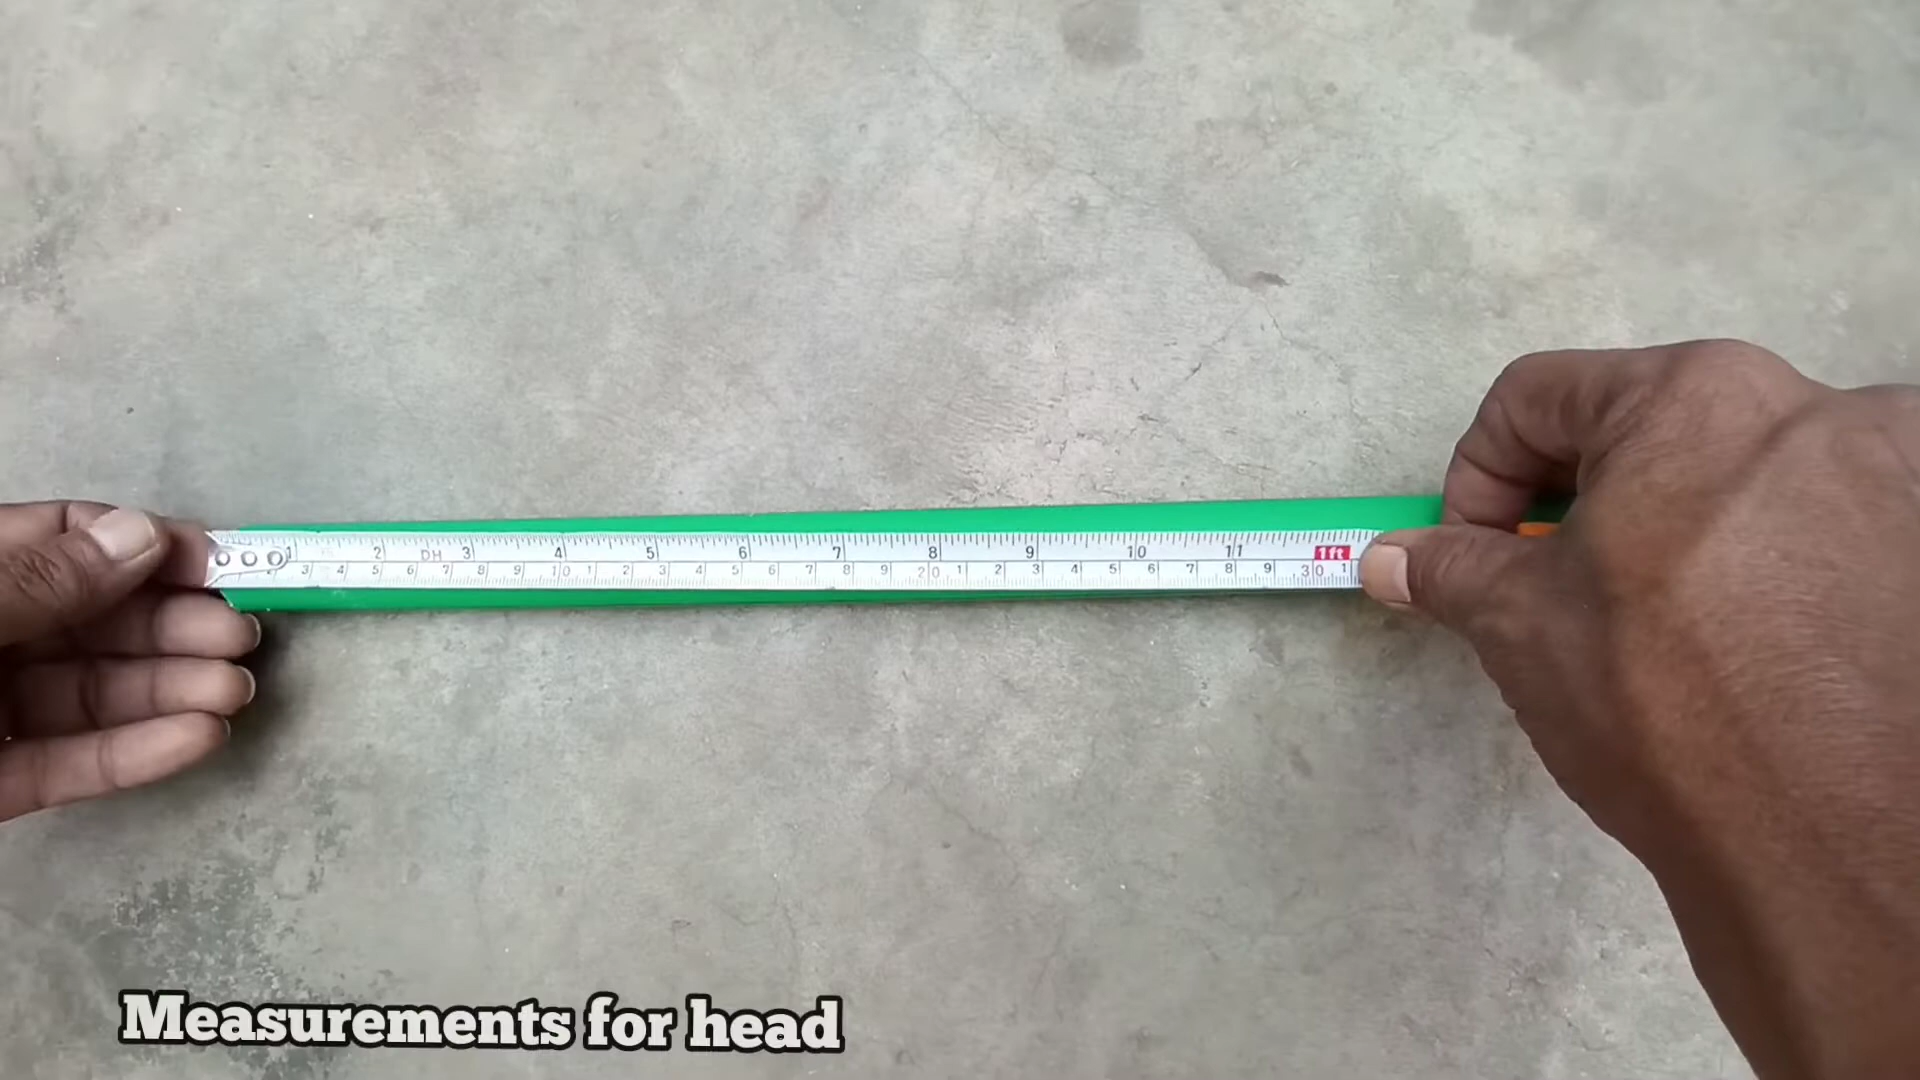 1 2 DH 3 4 5 6 7 8 9 10 11 1ft
2 3 4 5 6 7 8 9 10 1 2 3 4 5 6 7 8 9 20 1 2 3 4 5 6 7 8 9 30 1
Measurements for head